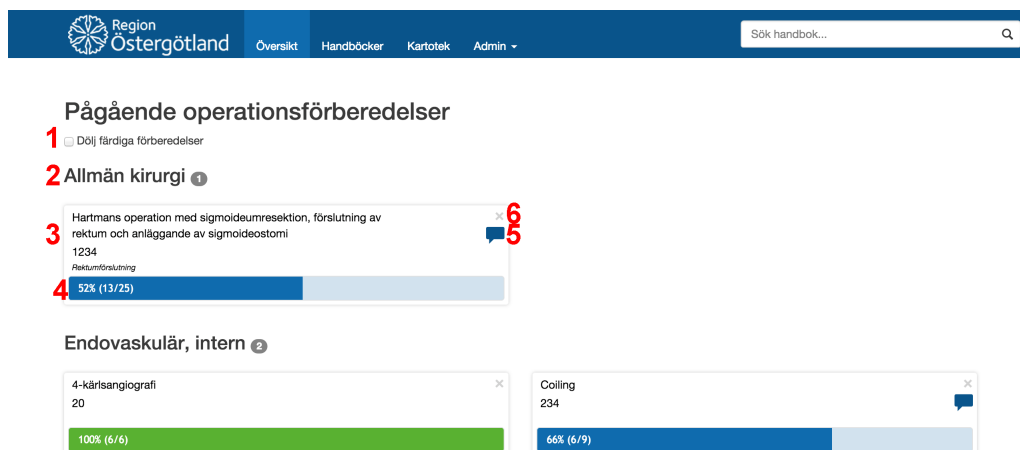 Region
Östergötland
Översikt Handböcker Kartotek Admin
Sök handbok...
Pågående operationsförberedelser
1 Dölj färdiga förberedelser
2 Allmän kirurgi 1
Hartmans operation med sigmoideumresektion, förslutning av 6
3 rektum och anläggande av sigmoideostomi 5
1234
Rektumförslutning
4 52% (13/25)
Endovaskulär, intern 2
4-kärlsangiografi
20
100% (6/6)
Coiling
234
66% (6/9)